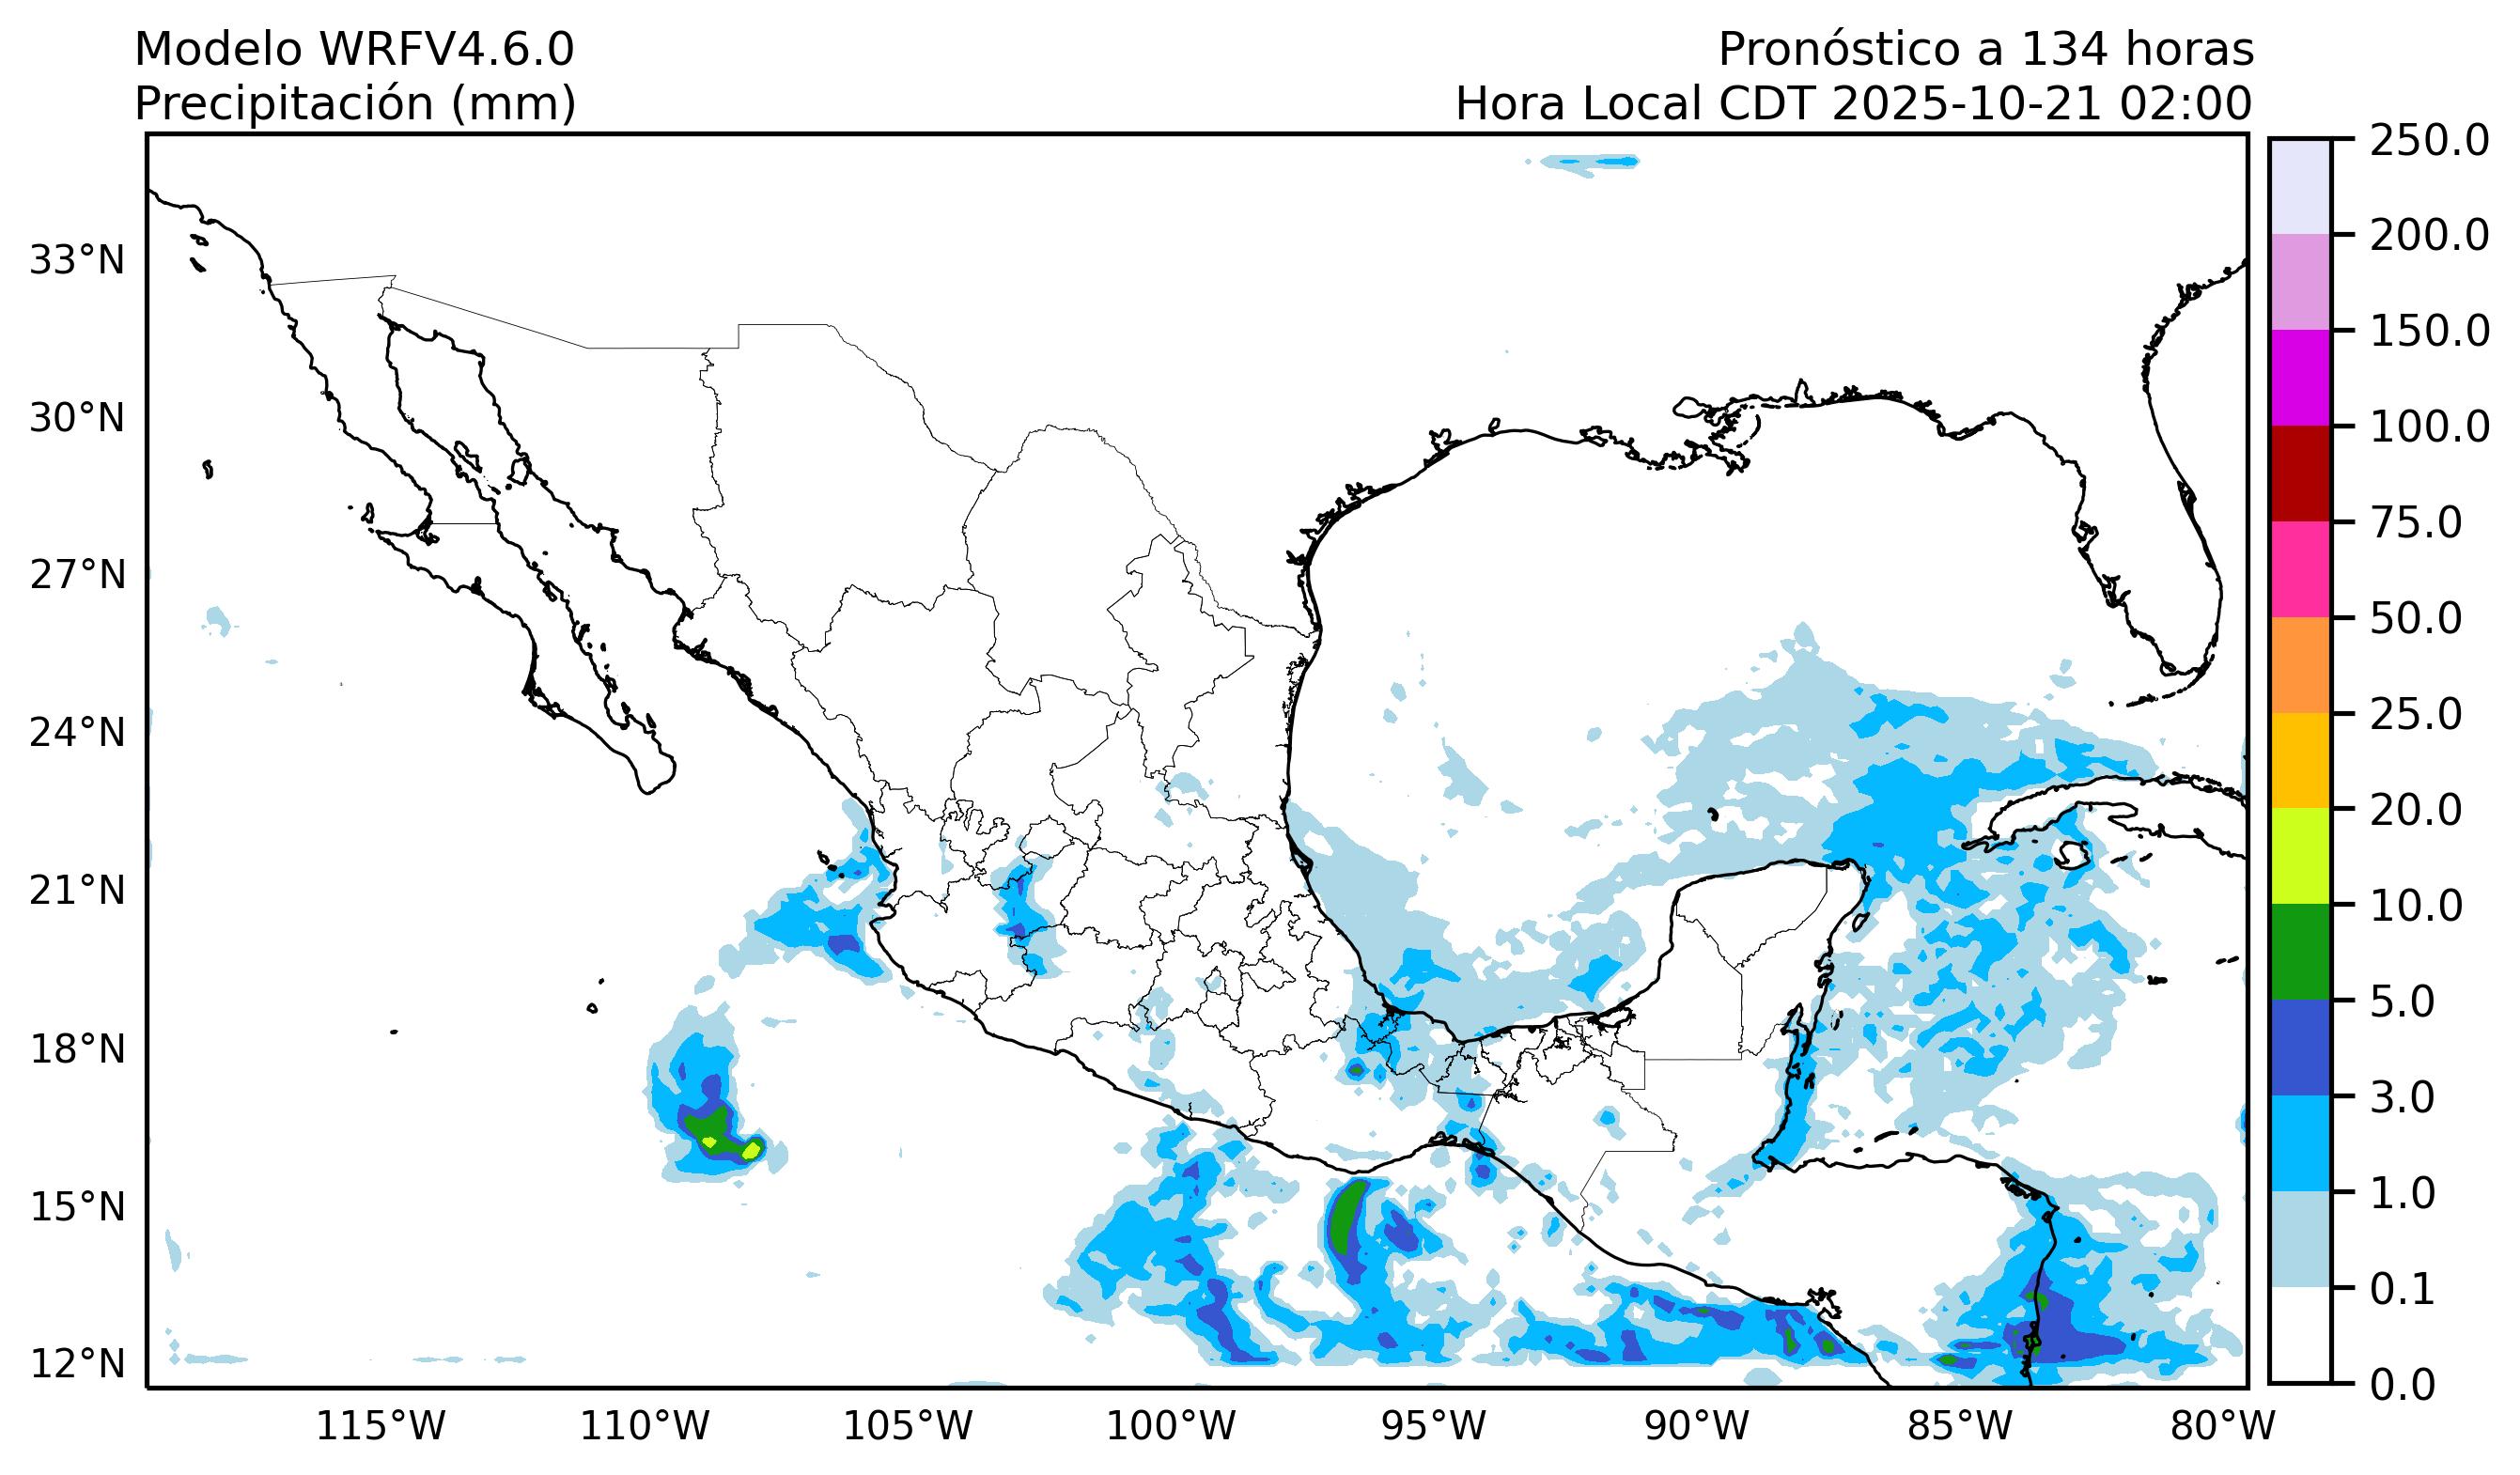 Modelo WRFV4.6.0
Precipitación (mm)
Pronóstico a 134 horas
Hora Local CDT 2025-10-21 02:00
33°N
30°N
27°N
24°N
21°N
18°N
15°N
12°N
115°W
110°W
105°W
100°W
95°W
90°W
85°W
80°W
250.0
200.0
150.0
100.0
75.0
50.0
25.0
20.0
10.0
5.0
3.0
1.0
0.1
0.0